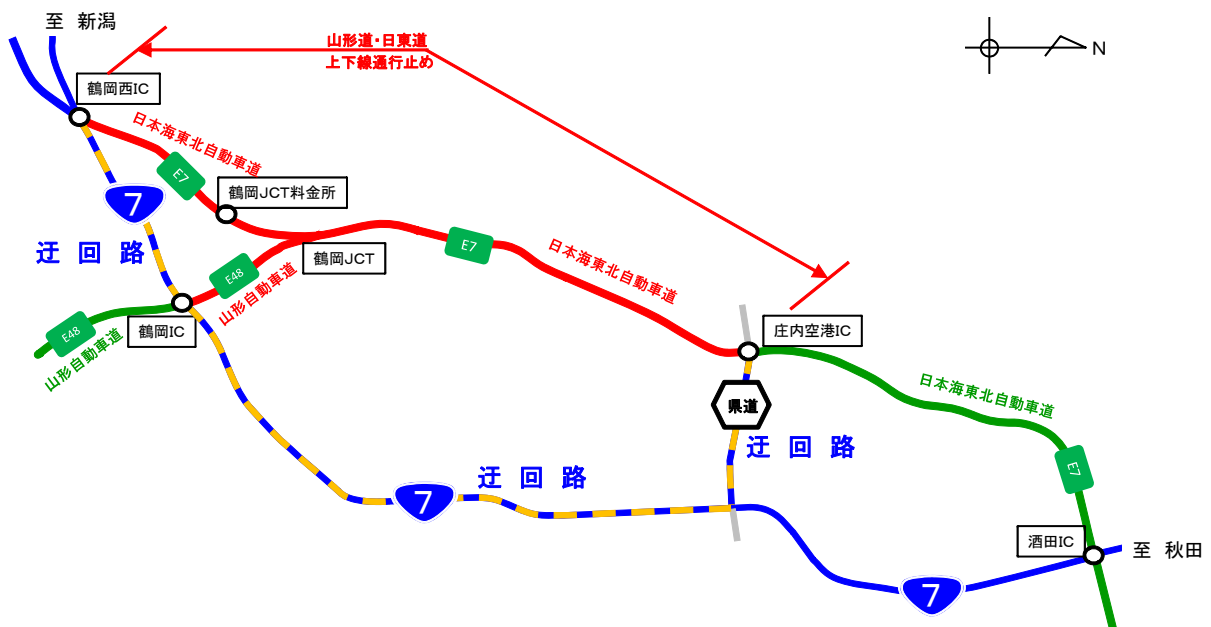 至 新潟
山形道・日東道
上下線通行止め
N
鶴岡西IC
日本海東北自動車道
E7
7
鶴岡JCT料金所
迂回路
鶴岡JCT
E7
日本海東北自動車道
E48
山形自動車道
鶴岡IC
E48
山形自動車道
庄内空港IC
県道
迂回路
日本海東北自動車道
迂回路
7
E7
酒田IC
至 秋田
7